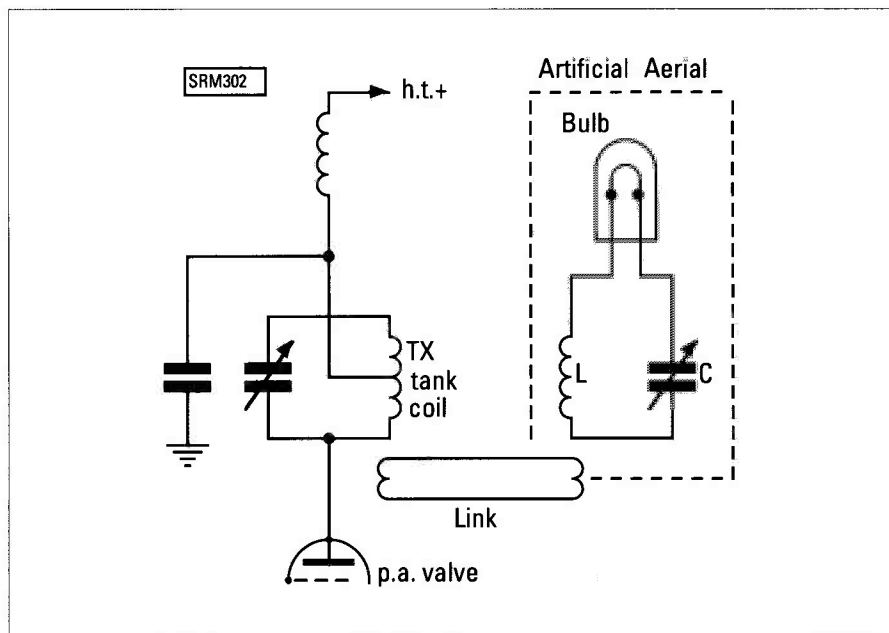 SRM302
h.t.+
Artificial Aerial
Bulb
TX
tank
coil
L
C
Link
p.a. valve